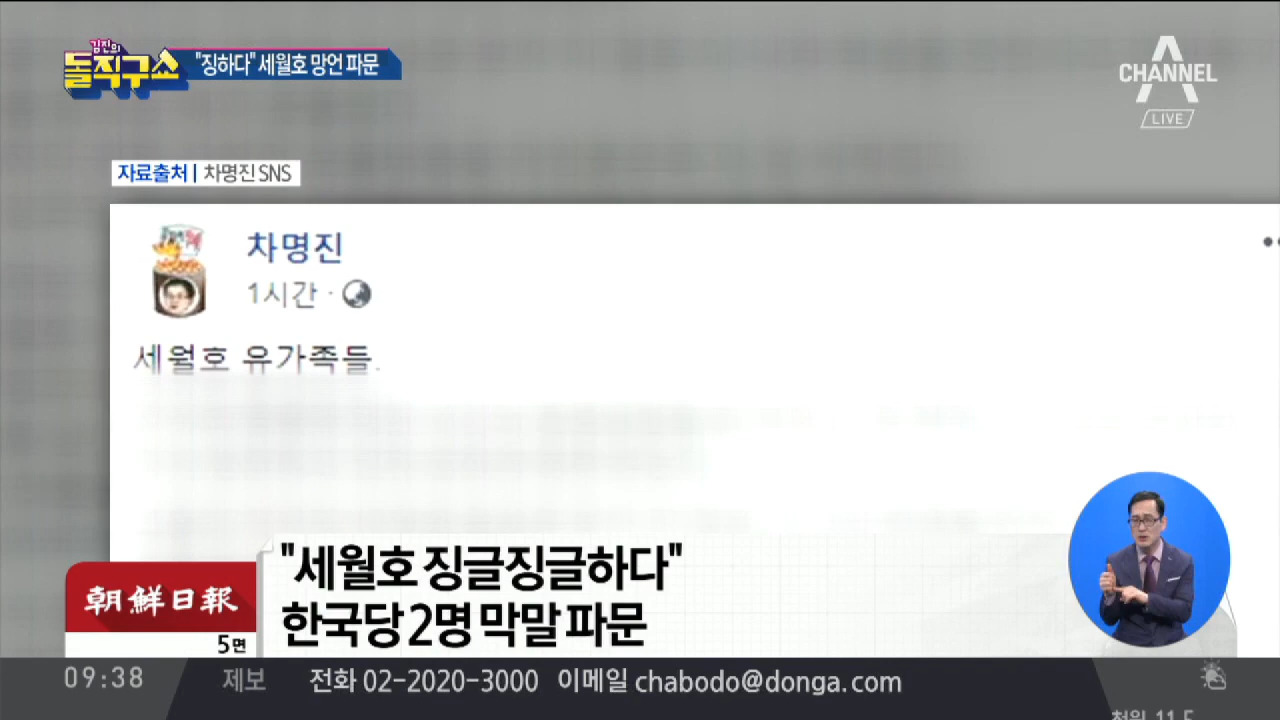 김진의
돌직구쇼
"징하다" 세월호 망언 파문
CHANNEL A
LIVE
자료출처 | 차명진 SNS
차명진
1시간 ·
세월호 유가족들.
"세월호 징글징글하다"
한국당 2명 막말 파문
朝鮮日報
5면
09:38 제보 전화 02-2020-3000 이메일 chabodo@donga.com